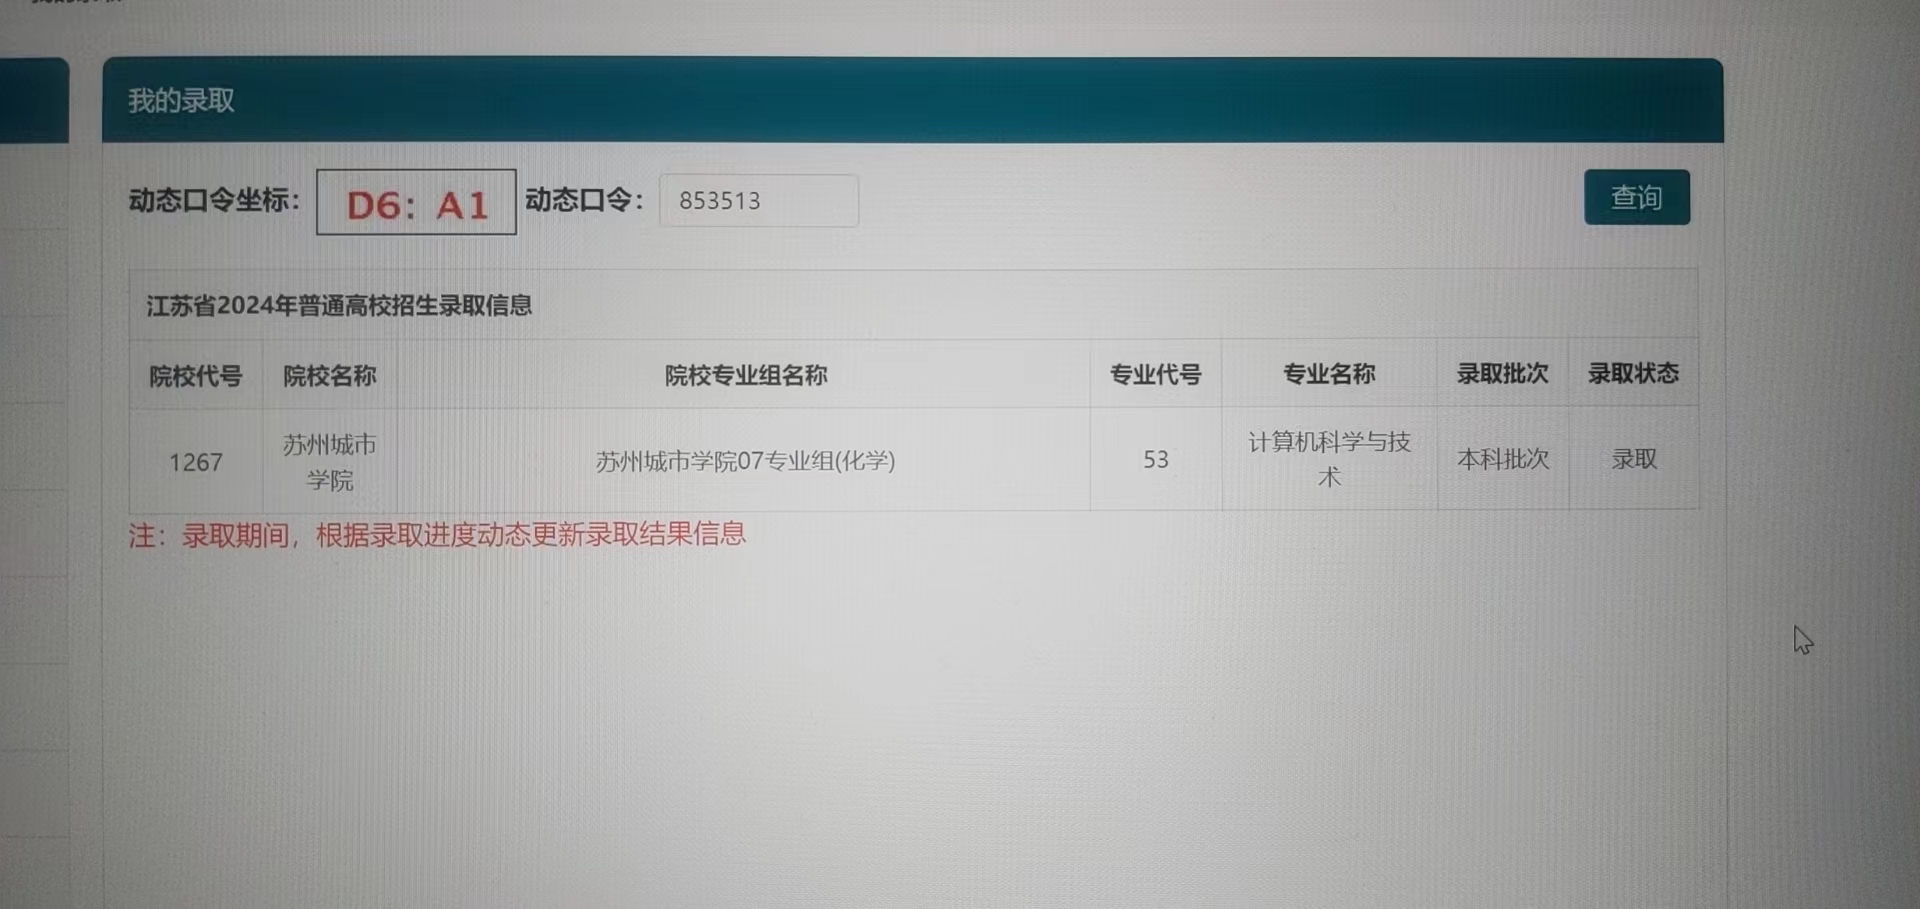 我的录取
动态口令坐标： D6：A1 动态口令： 853513 查询
江苏省2024年普通高校招生录取信息
院校代号 院校名称 院校专业组名称 专业代号 专业名称 录取批次 录取状态
1267 苏州城市 苏州城市学院07专业组(化学) 53 计算机科学与技 本科批次 录取
学院 术
注：录取期间，根据录取进度动态更新录取结果信息